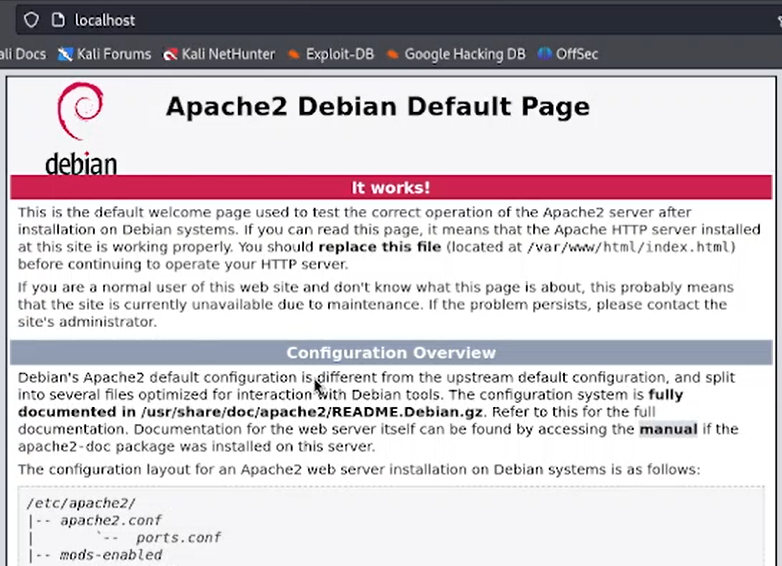 localhost
ali Docs Kali Forums Kali NetHunter Exploit-DB Google Hacking DB OffSec
debian
Apache2 Debian Default Page
It works!
This is the default welcome page used to test the correct operation of the Apache2 server after
installation on Debian systems. If you can read this page, it means that the Apache HTTP server installed
at this site is working properly. You should replace this file (located at /var/www/html/index.html)
before continuing to operate your HTTP server.
If you are a normal user of this web site and don't know what this page is about, this probably means
that the site is currently unavailable due to maintenance. If the problem persists, please contact the
site's administrator.
Configuration Overview
Debian's Apache2 default configuration is different from the upstream default configuration, and split
into several files optimized for interaction with Debian tools. The configuration system is fully
documented in /usr/share/doc/apache2/README.Debian.gz. Refer to this for the full
documentation. Documentation for the web server itself can be found by accessing the manual if the
apache2-doc package was installed on this server.
The configuration layout for an Apache2 web server installation on Debian systems is as follows:
/etc/apache2/
|-- apache2.conf
|       `--  ports.conf
|-- mods-enabled